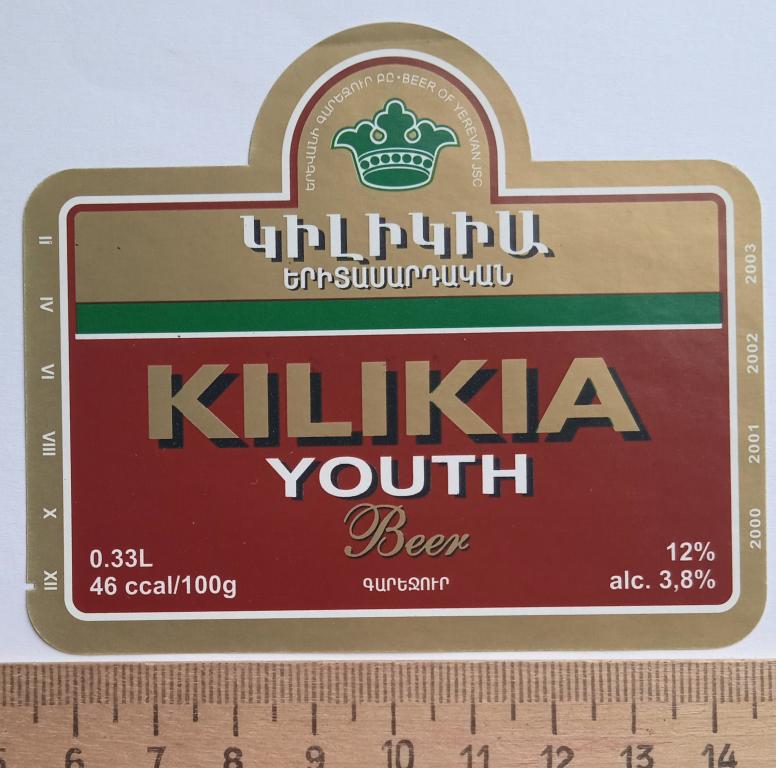 ԵՐԵՎԱՆԻ ԳԱՐԵՋՈՒՐ ԲԸ • BEER OF YEREVAN JSC
ԿԻԼԻԿԻԱ
ԵՐԻՏԱՍԱՐԴԱԿԱՆ
KILIKIA
YOUTH
Beer
ԳԱՐԵՋՈՒՐ
0.33L
46 ccal/100g
12%
alc. 3,8%
II
IV
VI
VIII
X
XII
2003
2002
2001
2000
5 6 7 8 9 10 11 12 13 14